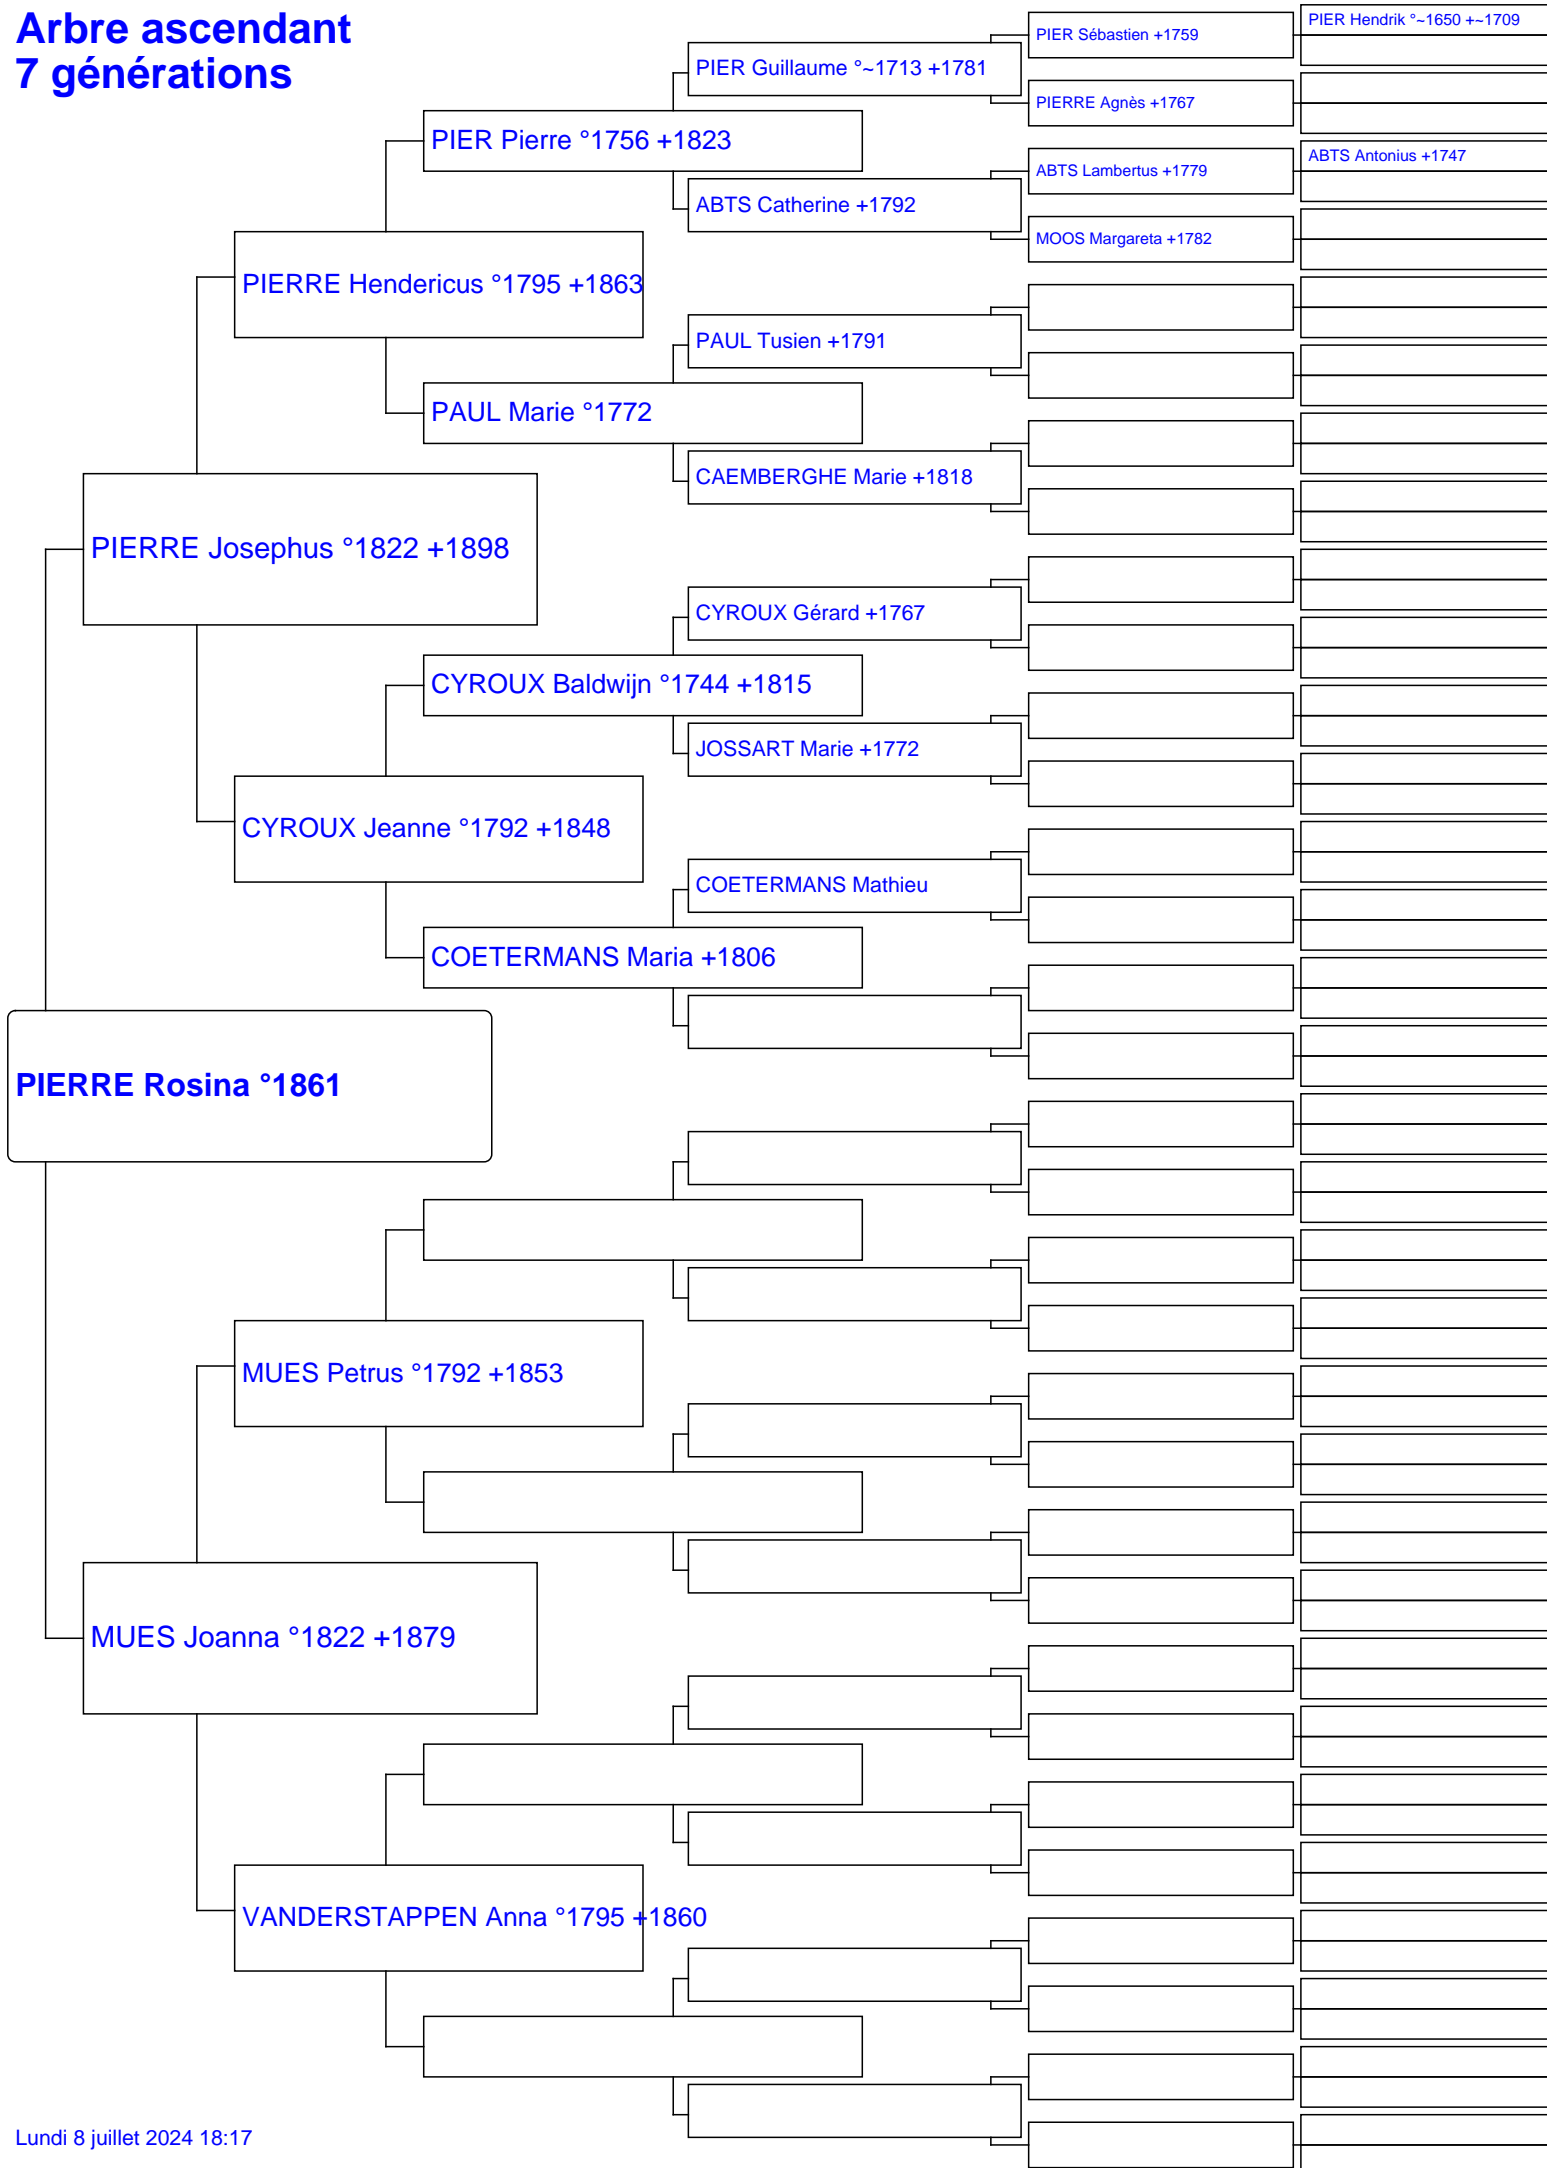 Arbre ascendant
7 générations
PIER Hendrik °~1650 +~1709
PIER Sébastien +1759
PIER Guillaume °~1713 +1781
PIERRE Agnès +1767
PIER Pierre °1756 +1823
ABTS Antonius +1747
ABTS Lambertus +1779
ABTS Catherine +1792
MOOS Margareta +1782
PIERRE Hendericus °1795 +1863
PAUL Tusien +1791
PAUL Marie °1772
CAEMBERGHE Marie +1818
PIERRE Josephus °1822 +1898
CYROUX Gérard +1767
CYROUX Baldwijn °1744 +1815
JOSSART Marie +1772
CYROUX Jeanne °1792 +1848
COETERMANS Mathieu
COETERMANS Maria +1806
PIERRE Rosina °1861
MUES Petrus °1792 +1853
MUES Joanna °1822 +1879
VANDERSTAPPEN Anna °1795 +1860
Lundi 8 juillet 2024 18:17